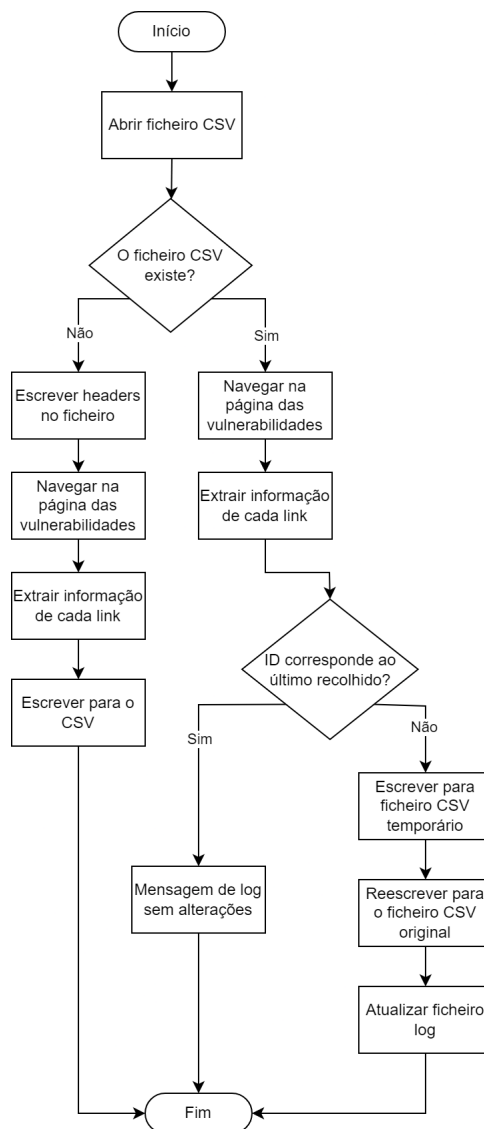 Início
Abrir ficheiro CSV
O ficheiro CSV
existe?
Não
Sim
Escrever headers
no ficheiro
Navegar na
página das
vulnerabilidades
Navegar na
página das
vulnerabilidades
Extrair informação
de cada link
Extrair informação
de cada link
Escrever para o
CSV
ID corresponde ao
último recolhido?
Sim
Não
Mensagem de log
sem alterações
Escrever para
ficheiro CSV
temporário
Reescrever para
o ficheiro CSV
original
Atualizar ficheiro
log
Fim